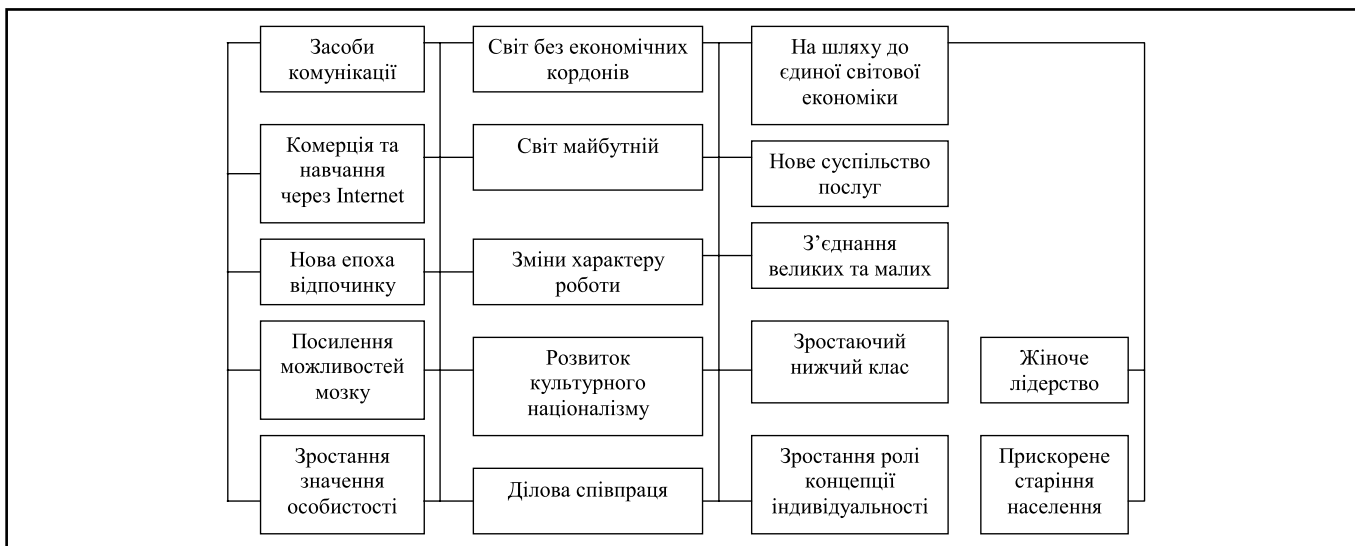 Засоби
комунікації
Комерція та
навчання
через Internet
Нова епоха
відпочинку
Посилення
можливостей
мозку
Зростання
значення
особистості
Світ без економічних
кордонів
Світ майбутній
Зміни характеру
роботи
Розвиток
культурного
націоналізму
Ділова співпраця
На шляху до
єдиної світової
економіки
Нове суспільство
послуг
З’єднання
великих та малих
Зростаючий
нижчий клас
Зростання ролі
концепції
індивідуальності
Жіноче
лідерство
Прискорене
старіння
населення